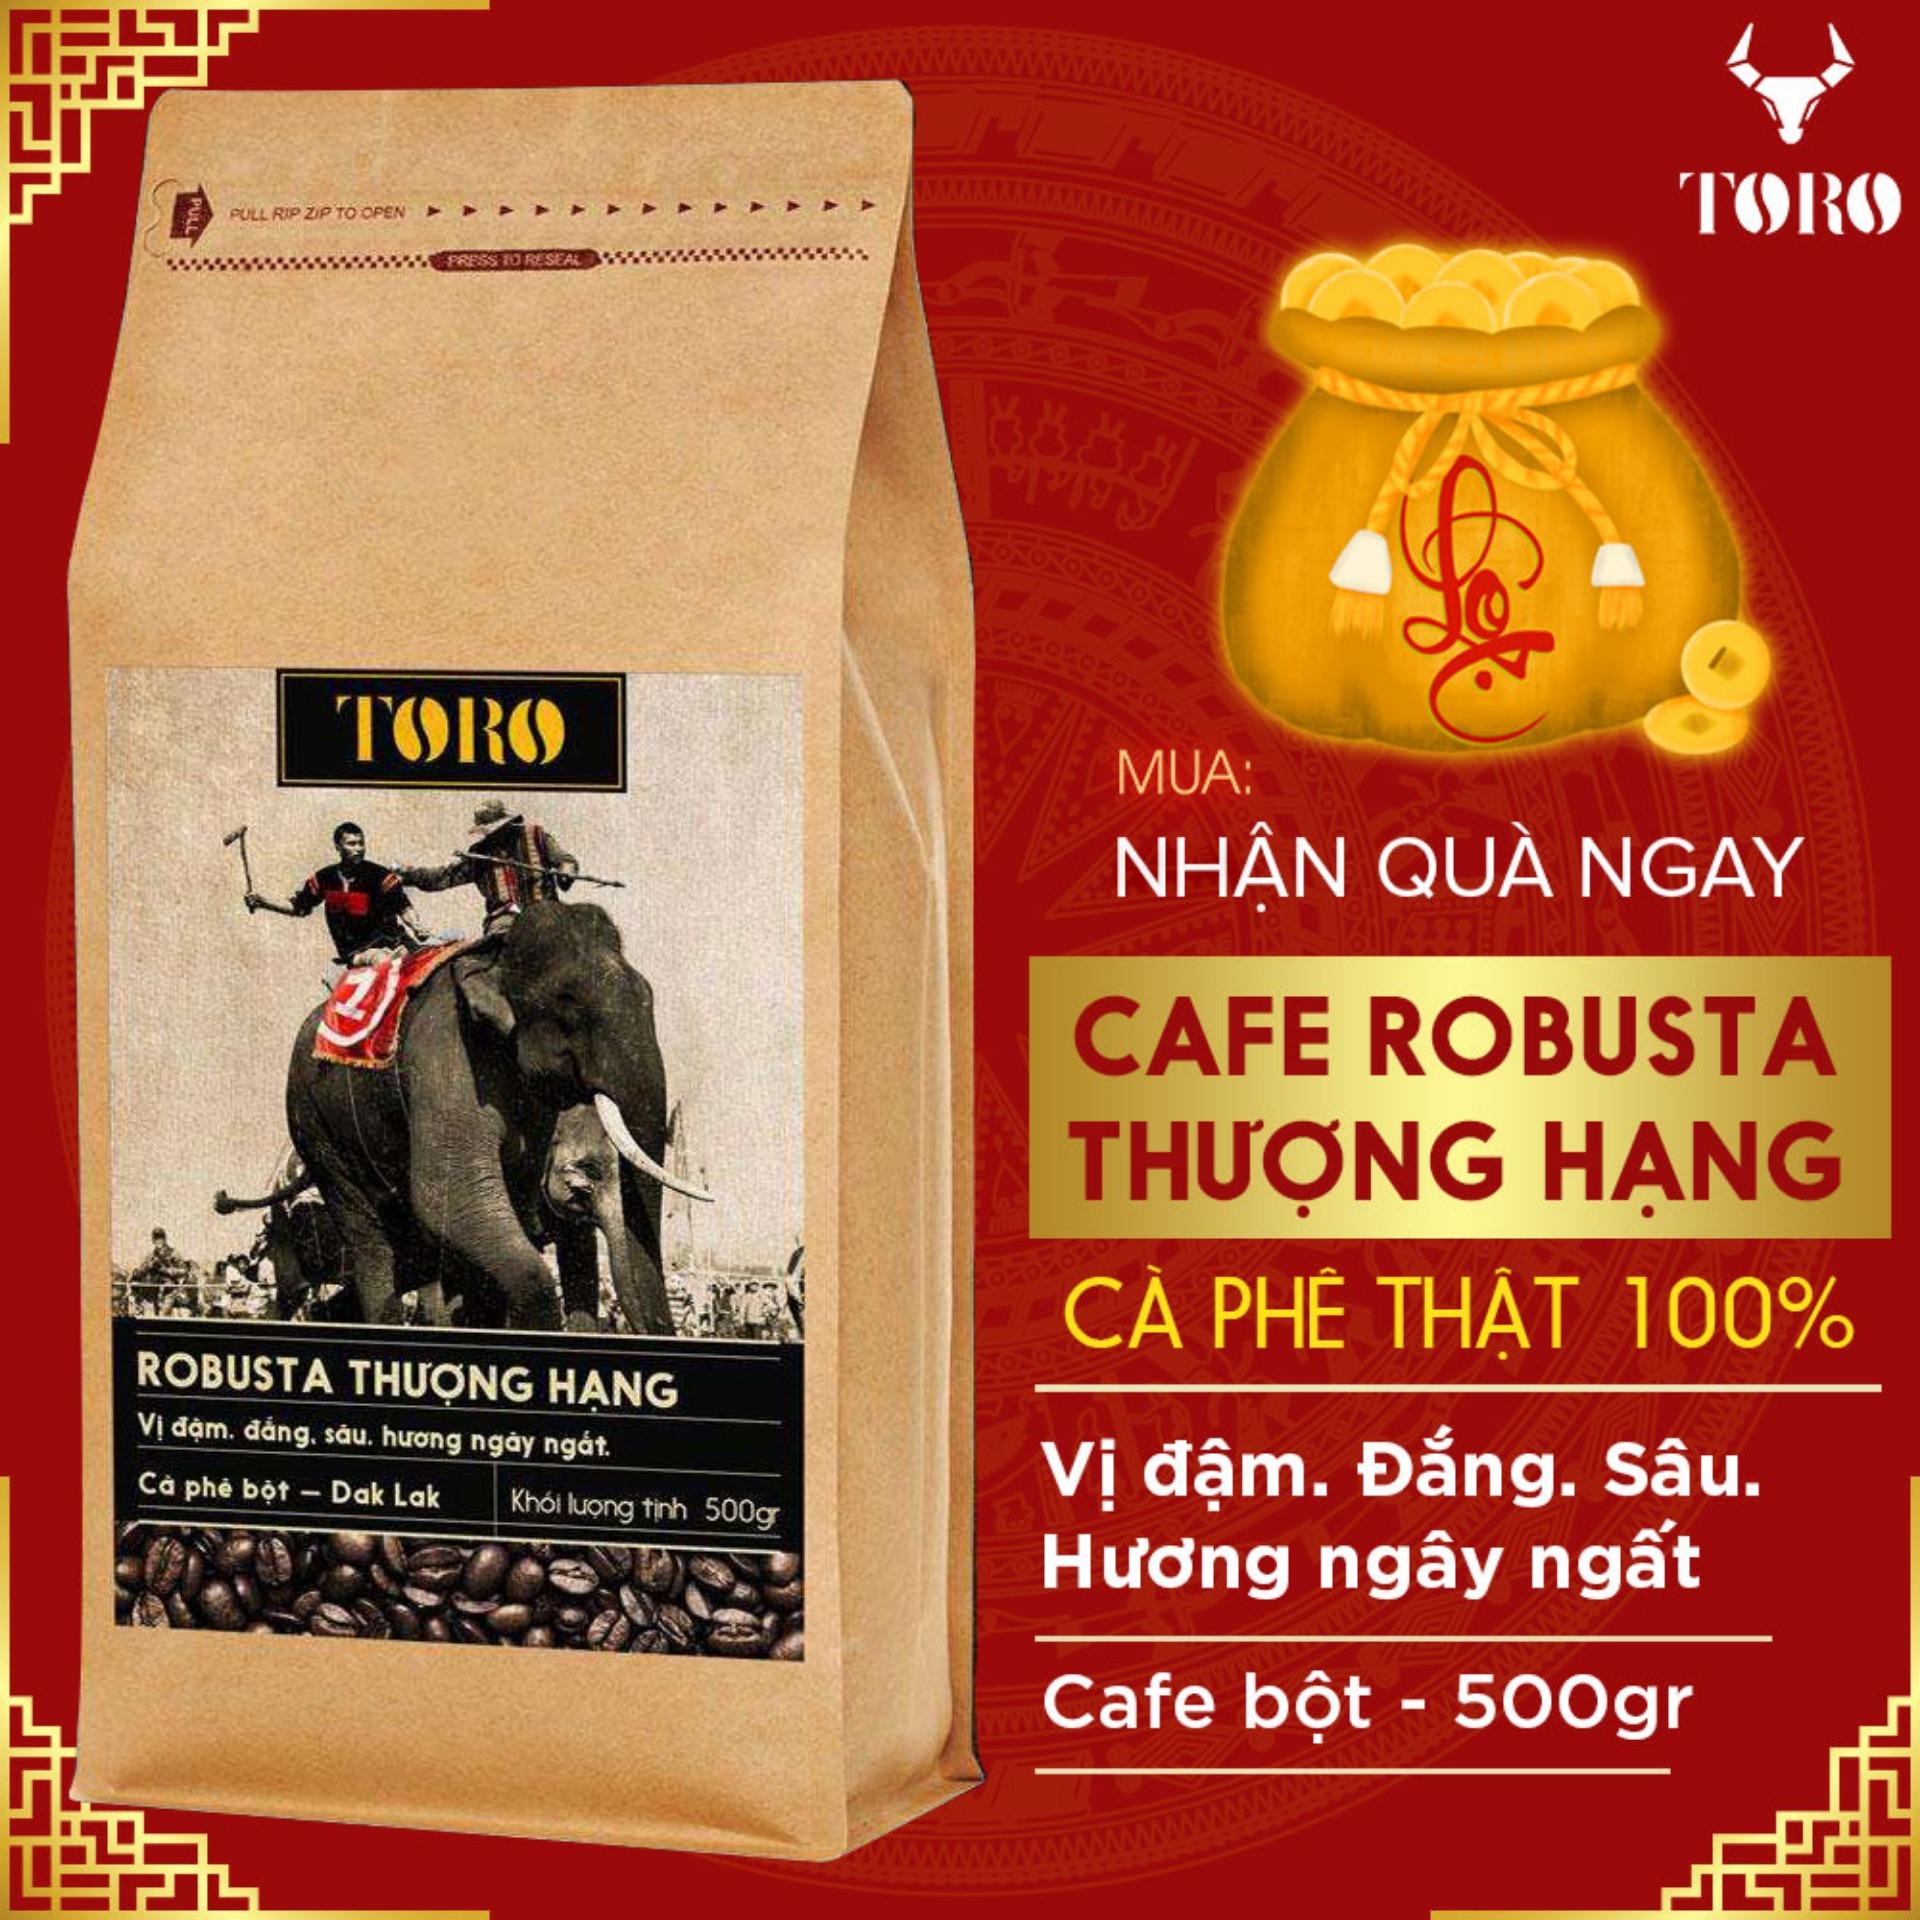 TORO
PULL
PULL RIP ZIP TO OPEN
PRESS TO RESEAL
TORO
1
ROBUSTA THƯỢNG HẠNG
Vị đậm. đắng. sâu. hương ngây ngất.
Cà phê bột – Dak Lak
Khối lượng tịnh 500gr
Lộc
MUA:
NHẬN QUÀ NGAY
CAFE ROBUSTA
THƯỢNG HẠNG
CÀ PHÊ THẬT 100%
Vị đậm. Đắng. Sâu.
Hương ngây ngất
Cafe bột - 500gr